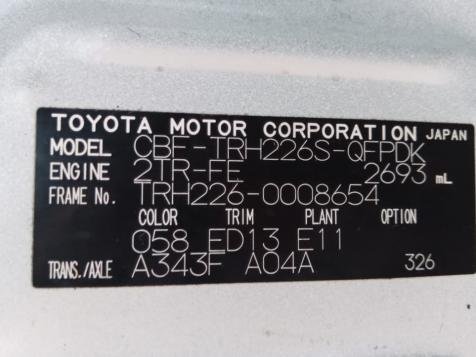 TOYOTA MOTOR CORPORATION JAPAN
MODEL CBF-TRH226S-QFPDK
ENGINE 2TR-FE 2693 mL
FRAME No. TRH226-0008654
COLOR TRIM PLANT OPTION
058 ED13 E11
TRANS./AXLE A343F A04A 326